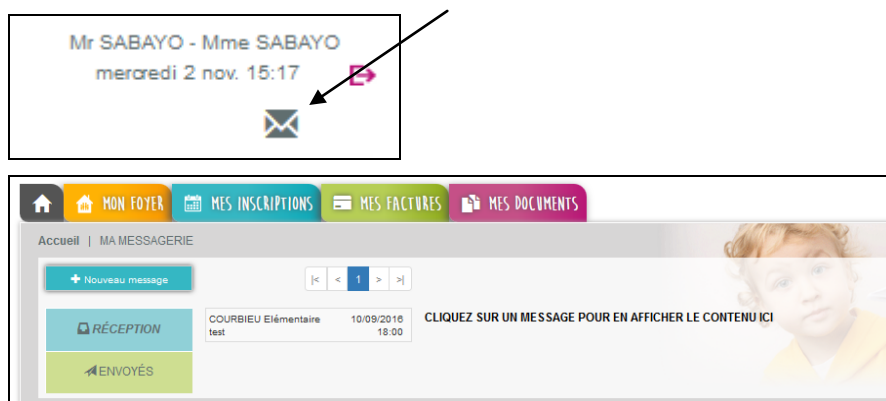 Mr SABAYO - Mme SABAYO
mercredi 2 nov. 15:17
MON FOYER MES INSCRIPTIONS MES FACTURES MES DOCUMENTS
Accueil | MA MESSAGERIE
+ Nouveau message |< < 1 > >|
RÉCEPTION
COURBIEU Elémentaire 10/09/2016
test 18:00
CLIQUEZ SUR UN MESSAGE POUR EN AFFICHER LE CONTENU ICI
ENVOYÉS